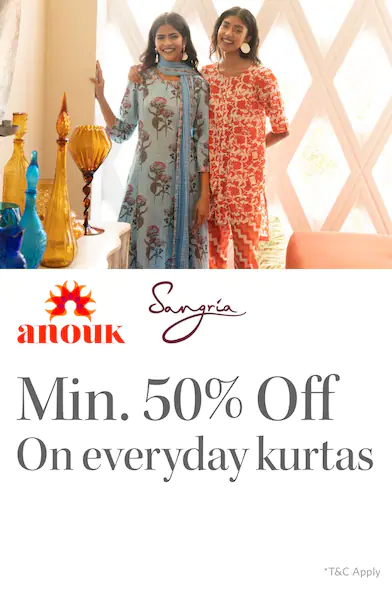 anouk
Sangria
Min. 50% Off
On everyday kurtas
*T&C Apply